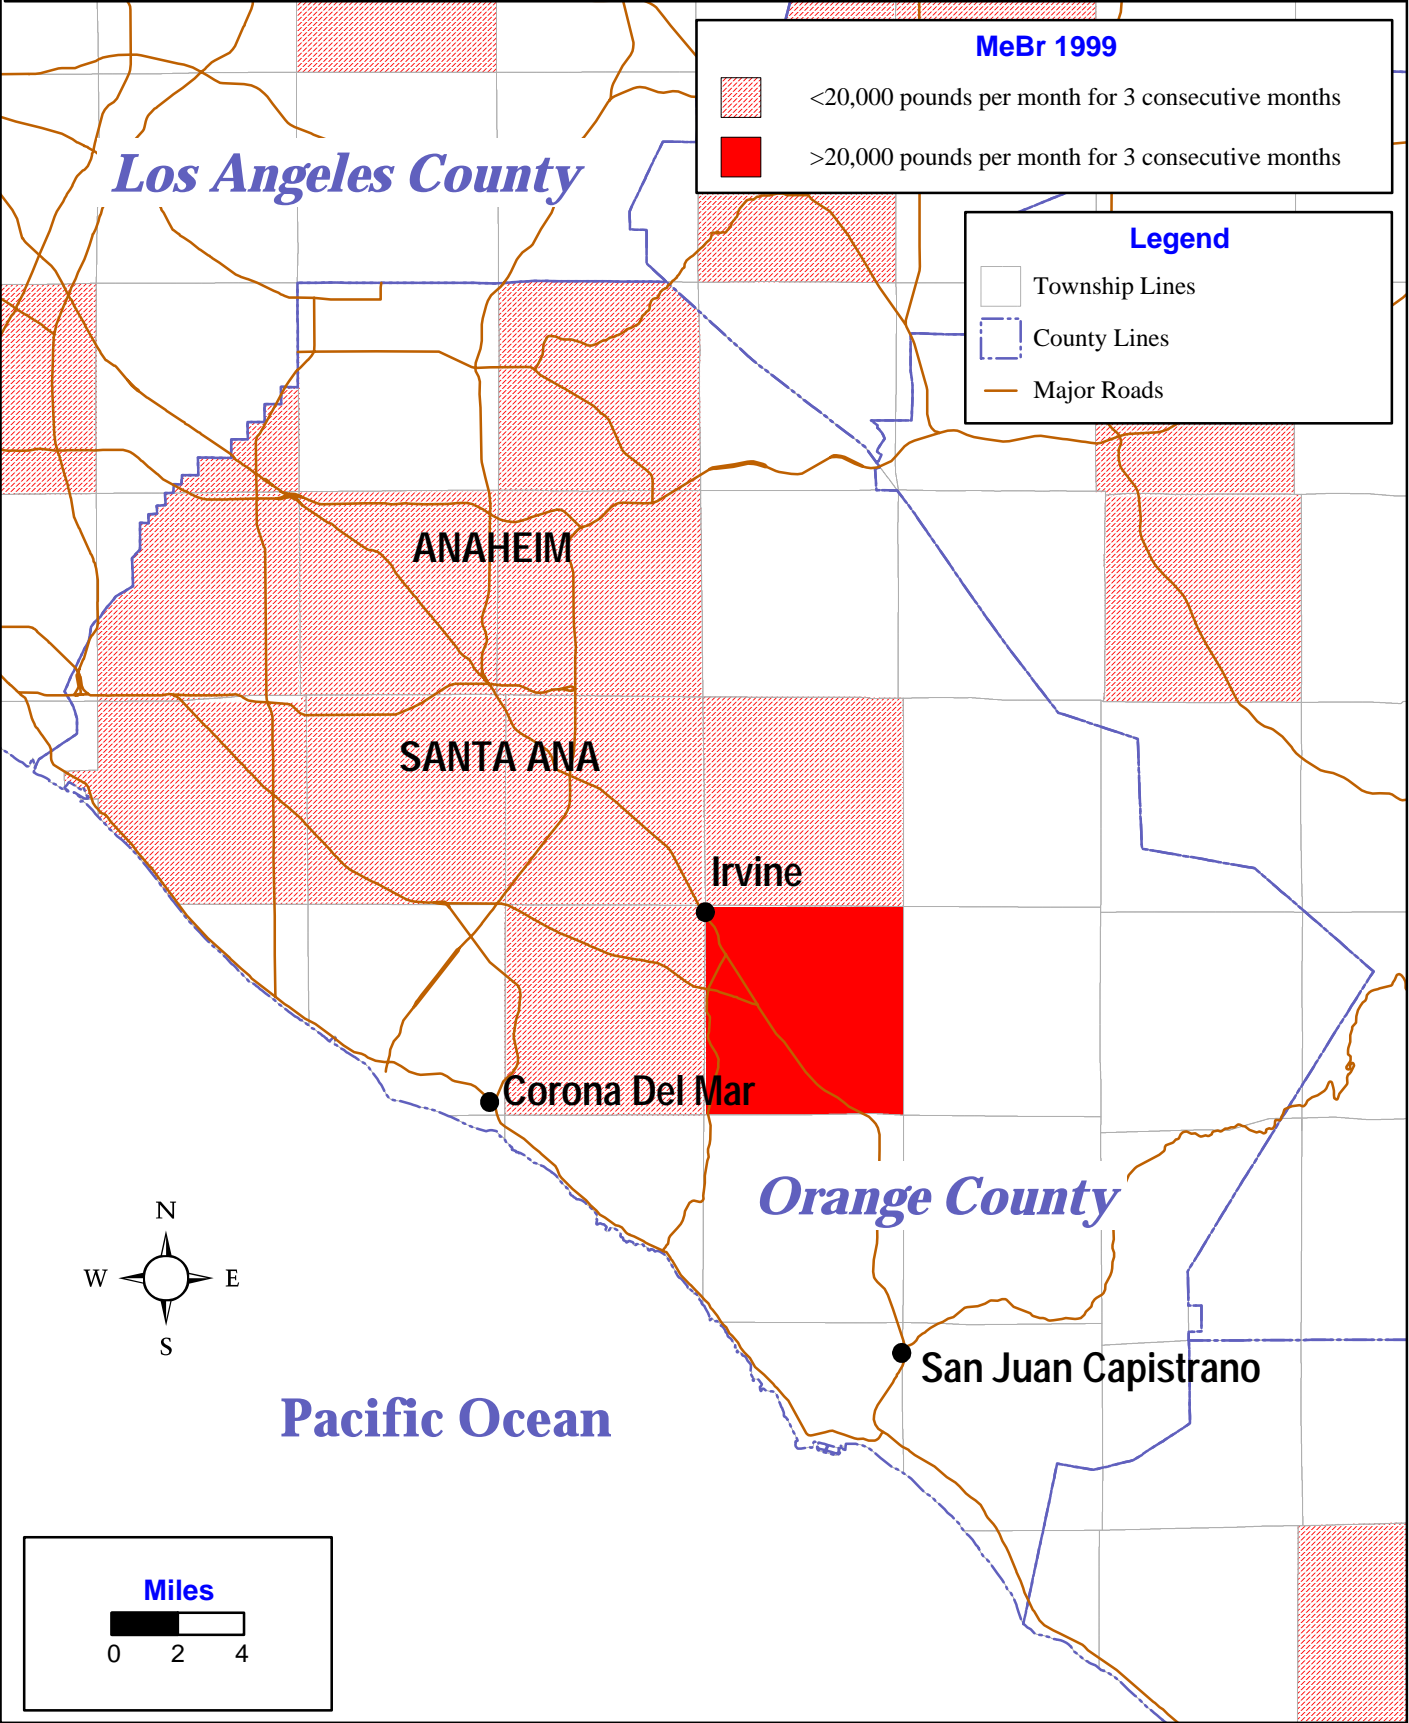 MeBr 1999
<20,000 pounds per month for 3 consecutive months
>20,000 pounds per month for 3 consecutive months
Los Angeles County
Legend
Township Lines
County Lines
Major Roads
ANAHEIM
SANTA ANA
Irvine
Corona Del Mar
Orange County
N
W E
S
San Juan Capistrano
Pacific Ocean
Miles
0 2 4